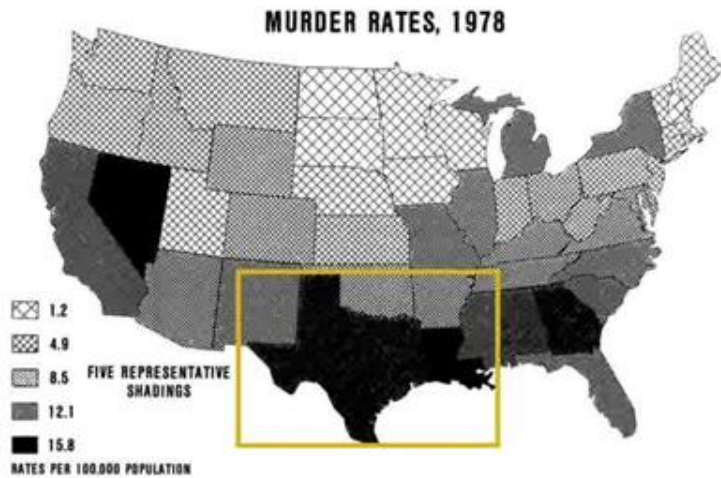 MURDER RATES, 1978
1.2
4.9
8.5
FIVE REPRESENTATIVE
SHADINGS
12.1
15.8
RATES PER 100,000 POPULATION